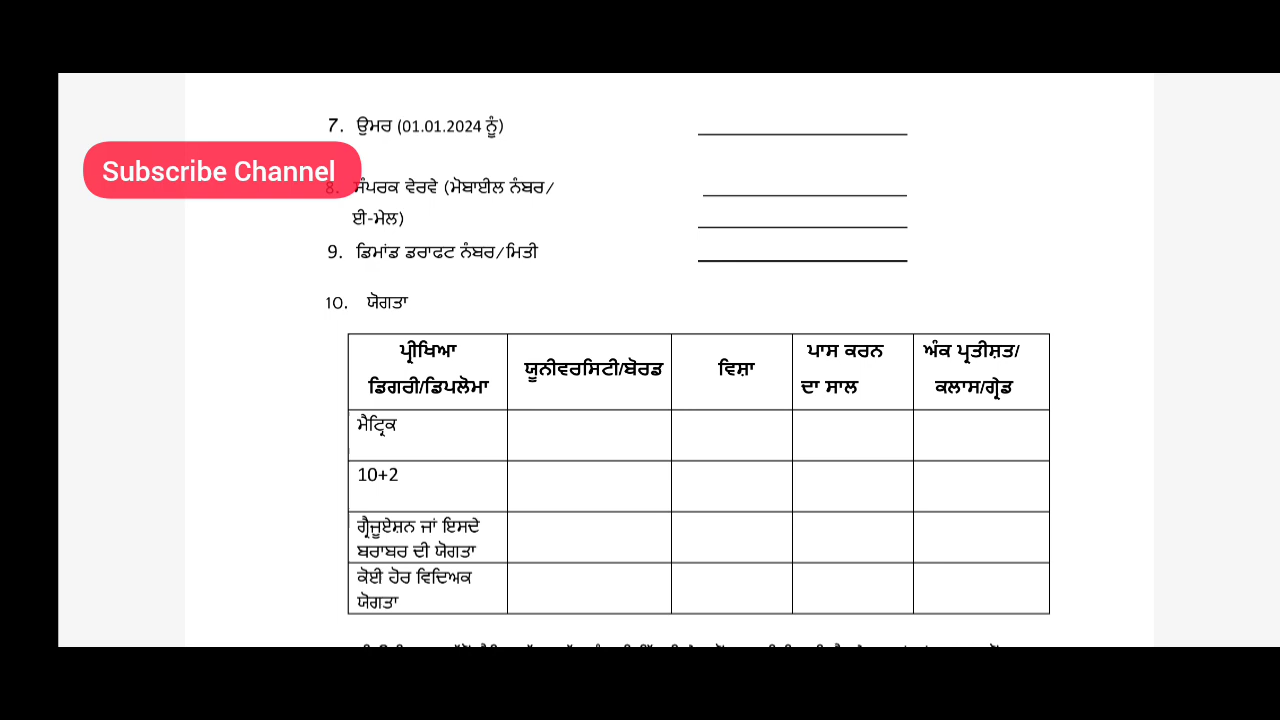 7. ਉਮਰ (01.01.2024 ਨੂੰ)
Subscribe Channel
8. ਸੰਪਰਕ ਵੇਰਵੇ (ਮੋਬਾਈਲ ਨੰਬਰ/
ਈ-ਮੇਲ)
9. ਡਿਮਾਂਡ ਡਰਾਫਟ ਨੰਬਰ/ਮਿਤੀ
10. ਯੋਗਤਾ
ਪ੍ਰੀਖਿਆ ਡਿਗਰੀ/ਡਿਪਲੋਮਾ
ਯੂਨੀਵਰਸਿਟੀ/ਬੋਰਡ
ਵਿਸ਼ਾ
ਪਾਸ ਕਰਨ ਦਾ ਸਾਲ
ਅੰਕ ਪ੍ਰਤੀਸ਼ਤ/ ਕਲਾਸ/ਗ੍ਰੇਡ
ਮੈਟ੍ਰਿਕ
10+2
ਗ੍ਰੈਜੂਏਸ਼ਨ ਜਾਂ ਇਸਦੇ
ਬਰਾਬਰ ਦੀ ਯੋਗਤਾ
ਕੋਈ ਹੋਰ ਵਿਦਿਅਕ
ਯੋਗਤਾ